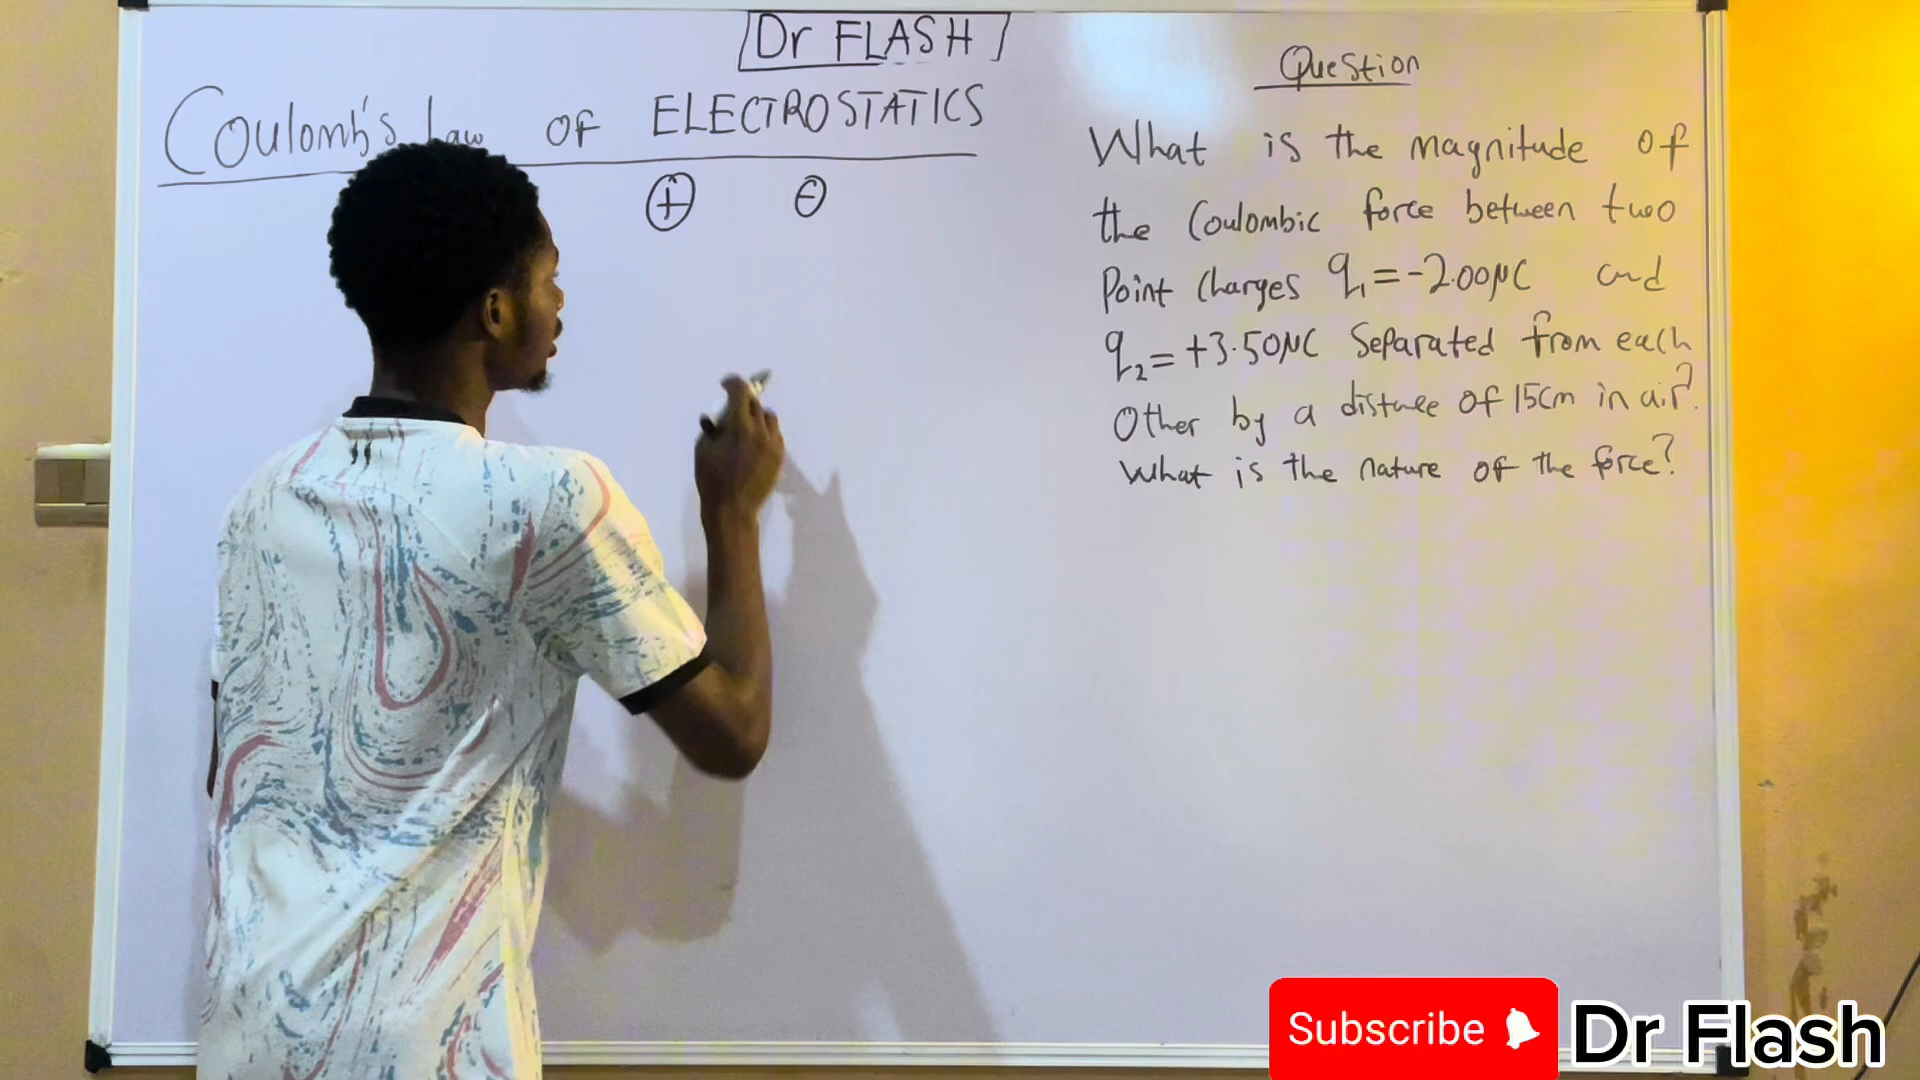 Dr FLASH
Coulomb's Law OF ELECTROSTATICS
+ -
Question
What is the magnitude of
the Coulombic force between two
Point Charges q₁ = -2.00μC and
q₂ = +3.50μC Separated from each
Other by a distance of 15cm in air?
What is the nature of the force?
Subscribe Dr Flash